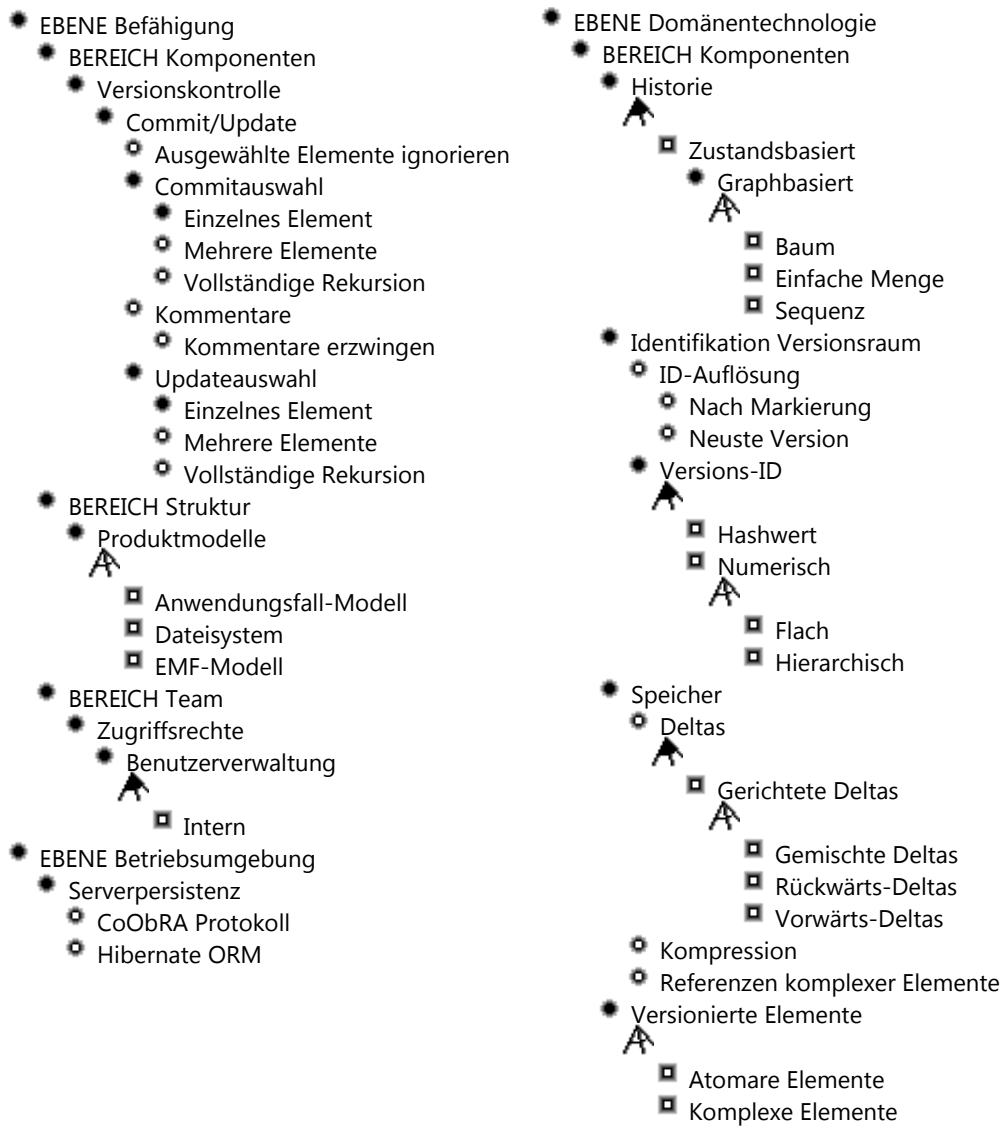 EBENE Befähigung
BEREICH Komponenten
Versionskontrolle
Commit/Update
Ausgewählte Elemente ignorieren
Commitauswahl
Einzelnes Element
Mehrere Elemente
Vollständige Rekursion
Kommentare
Kommentare erzwingen
Updateauswahl
Einzelnes Element
Mehrere Elemente
Vollständige Rekursion
BEREICH Struktur
Produktmodelle
Anwendungsfall-Modell
Dateisystem
EMF-Modell
BEREICH Team
Zugriffsrechte
Benutzerverwaltung
Intern
EBENE Betriebsumgebung
Serverpersistenz
CoObRA Protokoll
Hibernate ORM
EBENE Domänentechnologie
BEREICH Komponenten
Historie
Zustandsbasiert
Graphbasiert
Baum
Einfache Menge
Sequenz
Identifikation Versionsraum
ID-Auflösung
Nach Markierung
Neuste Version
Versions-ID
Hashwert
Numerisch
Flach
Hierarchisch
Speicher
Deltas
Gerichtete Deltas
Gemischte Deltas
Rückwärts-Deltas
Vorwärts-Deltas
Kompression
Referenzen komplexer Elemente
Versionierte Elemente
Atomare Elemente
Komplexe Elemente